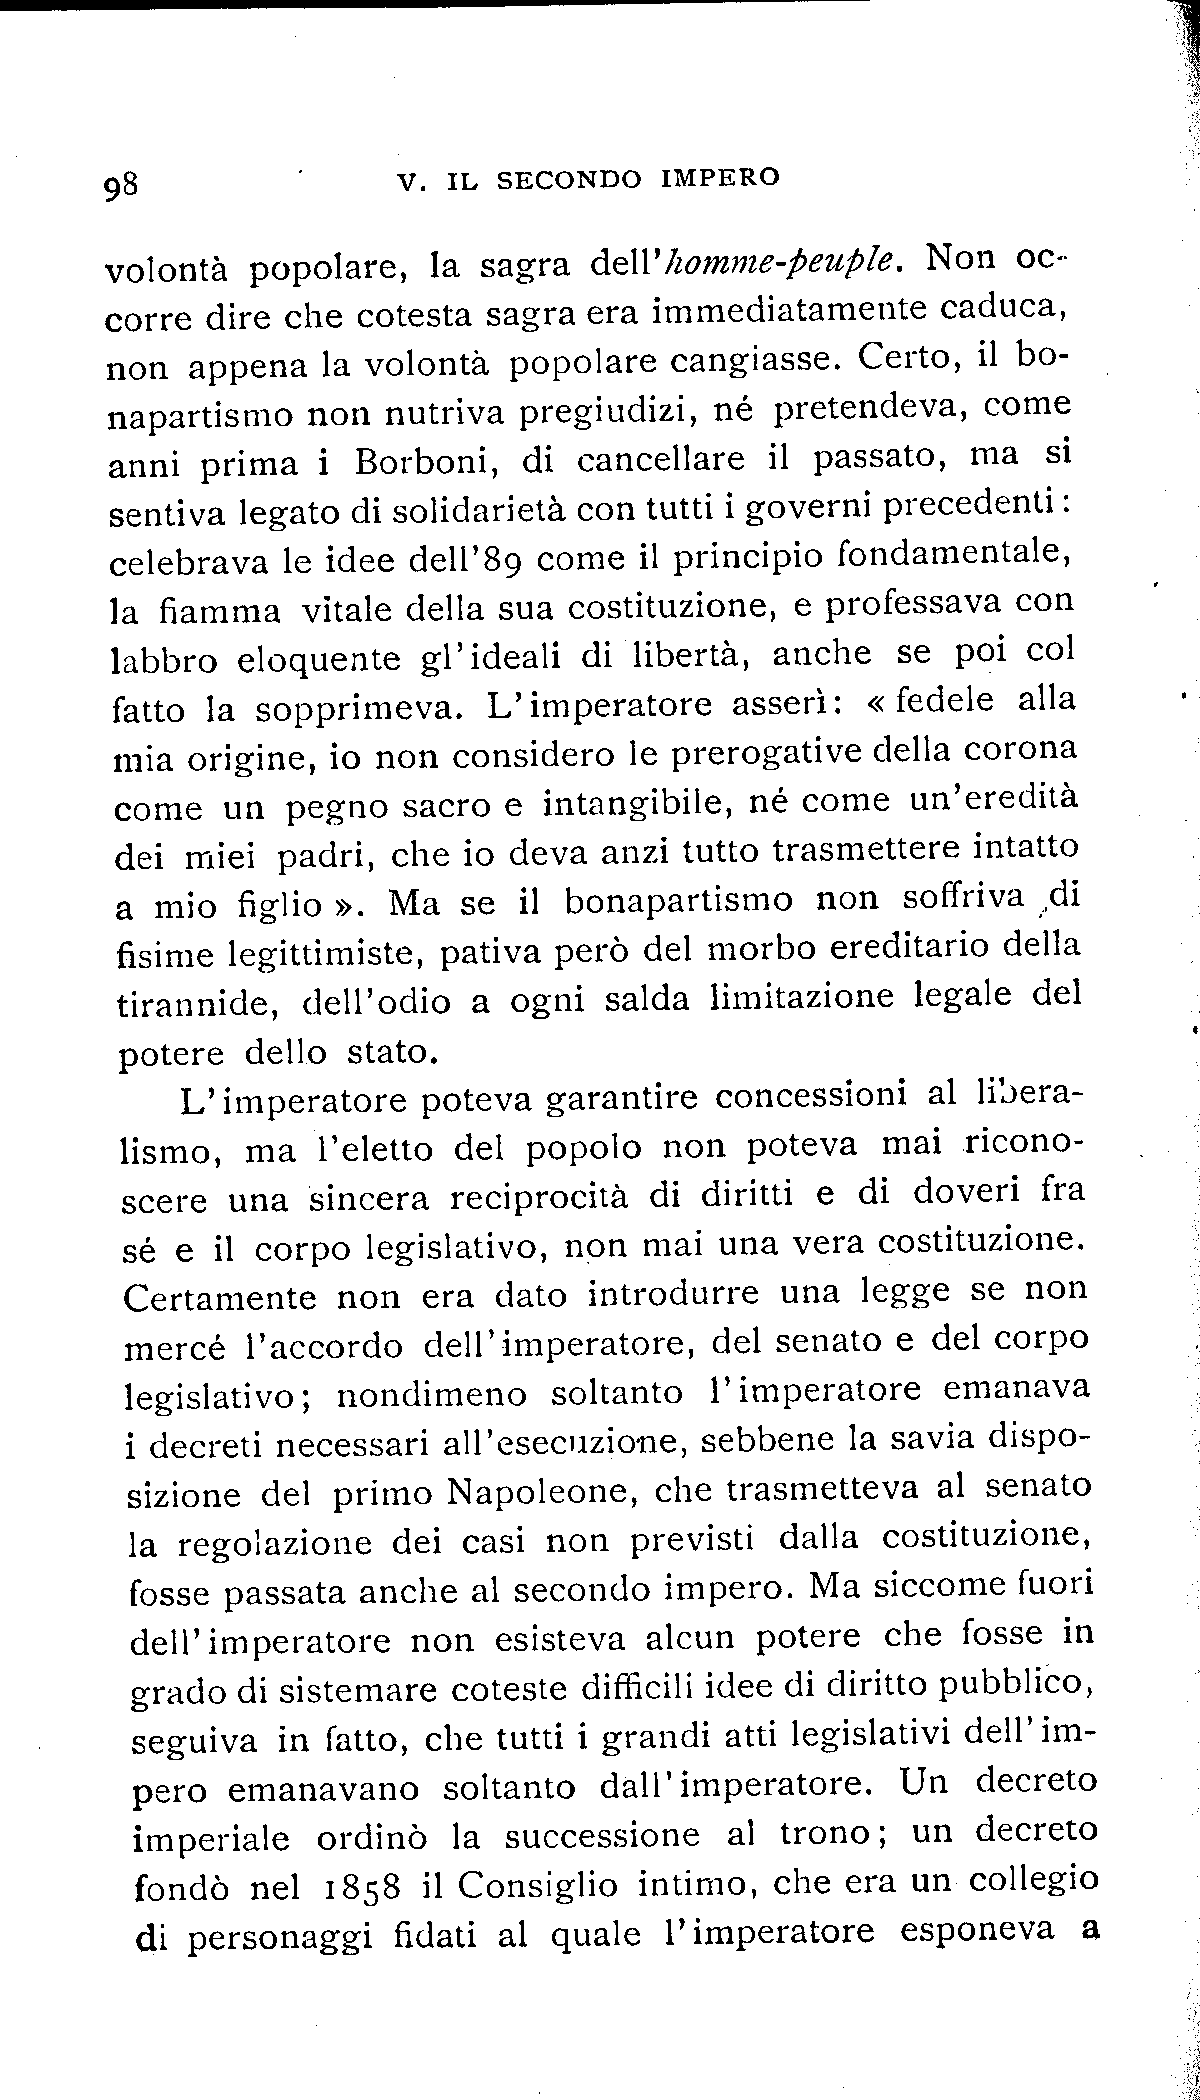 98 V. IL SECONDO IMPERO
volontà popolare, la sagra dell'homme-peuple. Non oc-
corre dire che cotesta sagra era immediatamente caduca,
non appena la volontà popolare cangiasse. Certo, il bo-
napartismo non nutriva pregiudizi, né pretendeva, come
anni prima i Borboni, di cancellare il passato, ma si
sentiva legato di solidarietà con tutti i governi precedenti:
celebrava le idee dell'89 come il principio fondamentale,
la fiamma vitale della sua costituzione, e professava con
labbro eloquente gl'ideali di libertà, anche se poi col
fatto la sopprimeva. L'imperatore asserì: « fedele alla
mia origine, io non considero le prerogative della corona
come un pegno sacro e intangibile, né come un'eredità
dei miei padri, che io deva anzi tutto trasmettere intatto
a mio figlio ». Ma se il bonapartismo non soffriva di
fisime legittimiste, pativa però del morbo ereditario della
tirannide, dell'odio a ogni salda limitazione legale del
potere dello stato.
L'imperatore poteva garantire concessioni al libera-
lismo, ma l'eletto del popolo non poteva mai ricono-
scere una sincera reciprocità di diritti e di doveri fra
sé e il corpo legislativo, non mai una vera costituzione.
Certamente non era dato introdurre una legge se non
mercé l'accordo dell'imperatore, del senato e del corpo
legislativo; nondimeno soltanto l'imperatore emanava
i decreti necessari all'esecuzione, sebbene la savia dispo-
sizione del primo Napoleone, che trasmetteva al senato
la regolazione dei casi non previsti dalla costituzione,
fosse passata anche al secondo impero. Ma siccome fuori
dell'imperatore non esisteva alcun potere che fosse in
grado di sistemare coteste difficili idee di diritto pubblico,
seguiva in fatto, che tutti i grandi atti legislativi dell'im-
pero emanavano soltanto dall'imperatore. Un decreto
imperiale ordinò la successione al trono; un decreto
fondò nel 1858 il Consiglio intimo, che era un collegio
di personaggi fidati al quale l'imperatore esponeva a